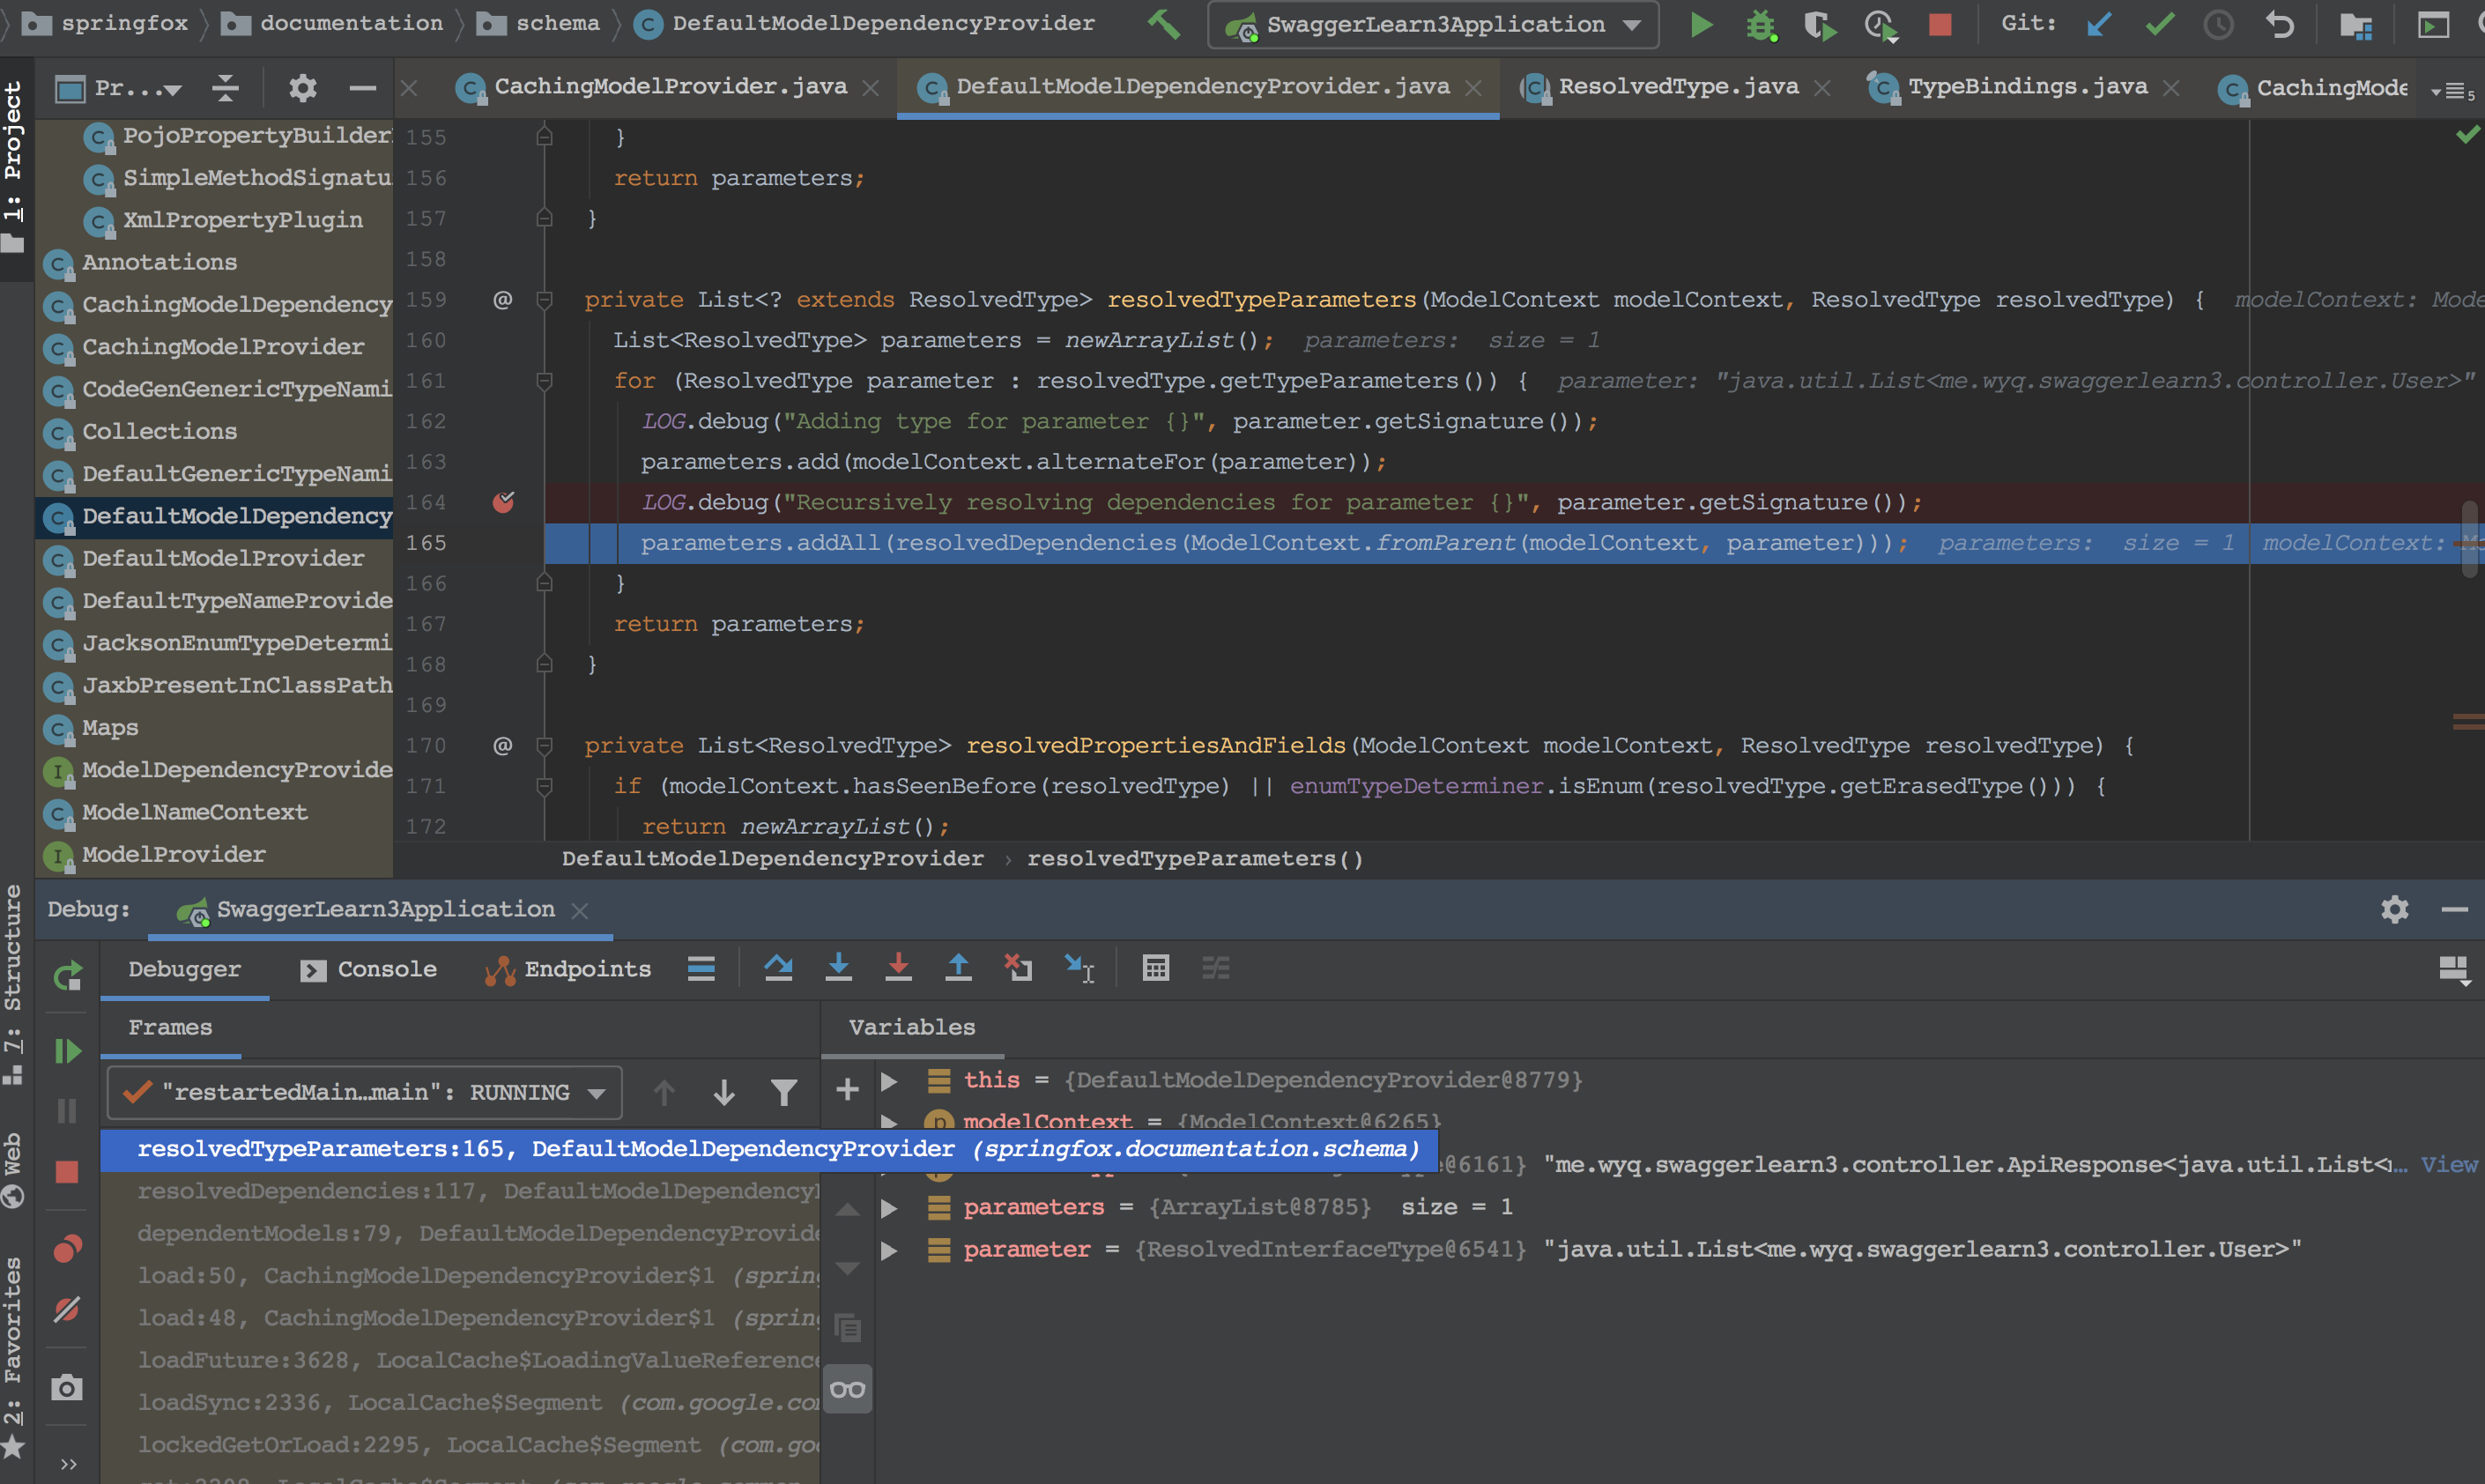 springfox documentation schema DefaultModelDependencyProvider SwaggerLearn3Application Git:
1: Project
Pr...
CachingModelProvider.java DefaultModelDependencyProvider.java ResolvedType.java TypeBindings.java CachingMode 5
PojoPropertyBuilder
SimpleMethodSignatu
XmlPropertyPlugin
Annotations
CachingModelDependency
CachingModelProvider
CodeGenGenericTypeNami
Collections
DefaultGenericTypeNami
DefaultModelDependency
DefaultModelProvider
DefaultTypeNameProvide
JacksonEnumTypeDetermi
JaxbPresentInClassPath
Maps
ModelDependencyProvide
ModelNameContext
ModelProvider
155 }
156 return parameters;
157 }
158
159 @ private List<? extends ResolvedType> resolvedTypeParameters(ModelContext modelContext, ResolvedType resolvedType) { modelContext: Mode
160 List<ResolvedType> parameters = newArrayList(); parameters: size = 1
161 for (ResolvedType parameter : resolvedType.getTypeParameters()) { parameter: "java.util.List<me.wyq.swaggerlearn3.controller.User>"
162 LOG.debug("Adding type for parameter {}", parameter.getSignature());
163 parameters.add(modelContext.alternateFor(parameter));
164 LOG.debug("Recursively resolving dependencies for parameter {}", parameter.getSignature());
165 parameters.addAll(resolvedDependencies(ModelContext.fromParent(modelContext, parameter))); parameters: size = 1 modelContext:
166 }
167 return parameters;
168 }
169
170 @ private List<ResolvedType> resolvedPropertiesAndFields(ModelContext modelContext, ResolvedType resolvedType) {
171 if (modelContext.hasSeenBefore(resolvedType) || enumTypeDeterminer.isEnum(resolvedType.getErasedType())) {
172 return newArrayList();
DefaultModelDependencyProvider › resolvedTypeParameters()
7: Structure
Web
2: Favorites
Debug: SwaggerLearn3Application
Debugger Console Endpoints
Frames
"restartedMain...main": RUNNING
resolvedTypeParameters:165, DefaultModelDependencyProvider (springfox.documentation.schema)
resolvedDependencies:117, DefaultModelDependencyP
dependentModels:79, DefaultModelDependencyProvide
load:50, CachingModelDependencyProvider$1 (spring
load:48, CachingModelDependencyProvider$1 (spring
loadFuture:3628, LocalCache$LoadingValueReference
loadSync:2336, LocalCache$Segment (com.google.com
lockedGetOrLoad:2295, LocalCache$Segment (com.goo
Variables
this = {DefaultModelDependencyProvider@8779}
modelContext = {ModelContext@6265}
@6161} "me.wyq.swaggerlearn3.controller.ApiResponse<java.util.List<... View
parameters = {ArrayList@8785} size = 1
parameter = {ResolvedInterfaceType@6541} "java.util.List<me.wyq.swaggerlearn3.controller.User>"